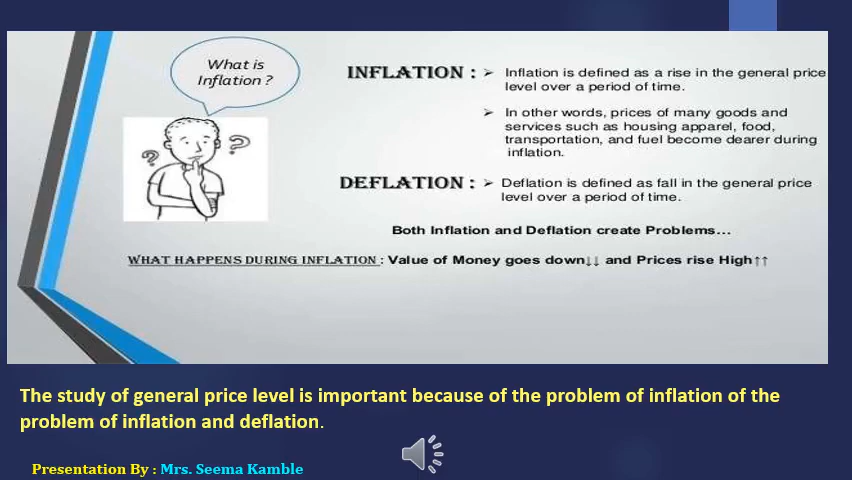 What is
Inflation ?
INFLATION : ➢ Inflation is defined as a rise in the general price
level over a period of time.
➢ In other words, prices of many goods and
services such as housing apparel, food,
transportation, and fuel become dearer during
inflation.
DEFLATION : ➢ Deflation is defined as fall in the general price
level over a period of time.
Both Inflation and Deflation create Problems...
WHAT HAPPENS DURING INFLATION : Value of Money goes down↓↓ and Prices rise High↑↑
The study of general price level is important because of the problem of inflation of the
problem of inflation and deflation.
Presentation By : Mrs. Seema Kamble